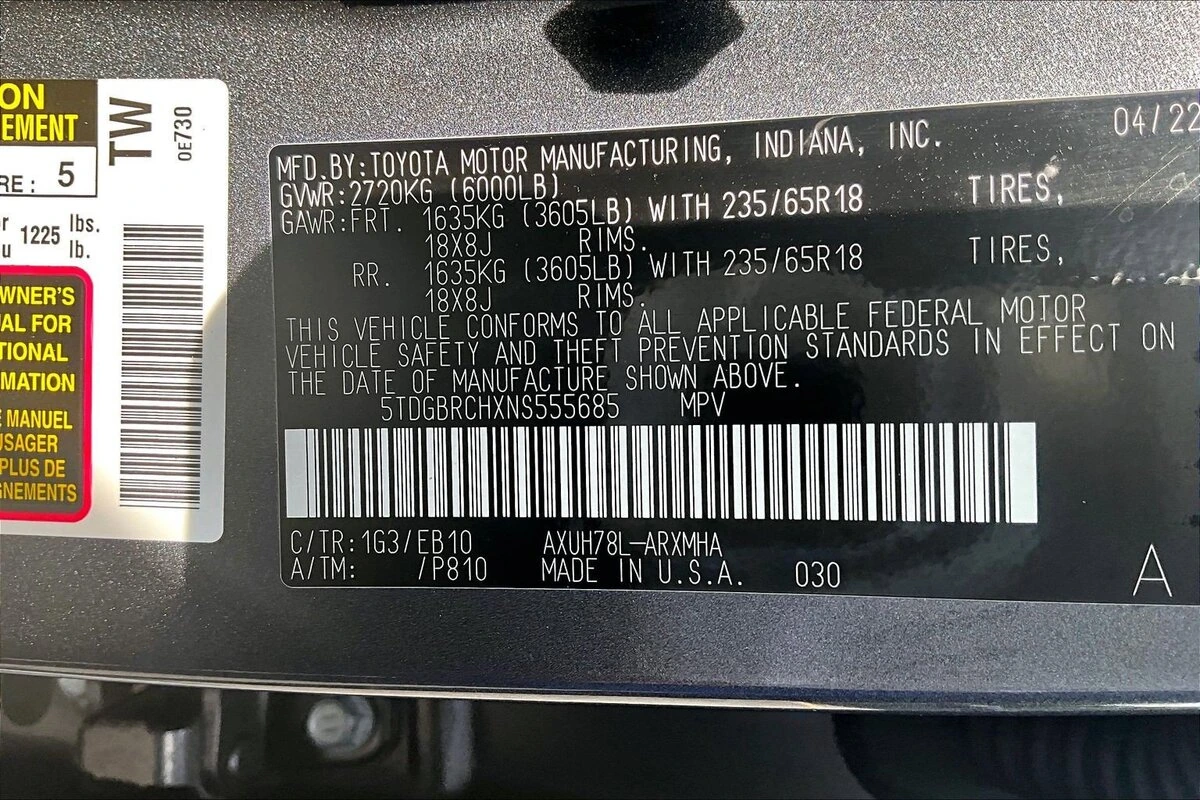 ON
EMENT
RE: 5
or 1225 lbs.
u lb.
WNER'S
AL FOR
TIONAL
MATION
E MANUEL
USAGER
PLUS DE
GNEMENTS
TW
0E730
04/22
MFD.BY:TOYOTA MOTOR MANUFACTURING, INDIANA, INC.
GVWR:2720KG (6000LB)
GAWR:FRT. 1635KG (3605LB) WITH 235/65R18 TIRES,
18X8J RIMS.
RR. 1635KG (3605LB) WITH 235/65R18 TIRES,
18X8J RIMS.
THIS VEHICLE CONFORMS TO ALL APPLICABLE FEDERAL MOTOR
VEHICLE SAFETY AND THEFT PREVENTION STANDARDS IN EFFECT ON
THE DATE OF MANUFACTURE SHOWN ABOVE.
5TDGBRCHXNS555685 MPV
C/TR:1G3/EB10 AXUH78L-ARXMHA
A/TM: /P810 MADE IN U.S.A. 030
A